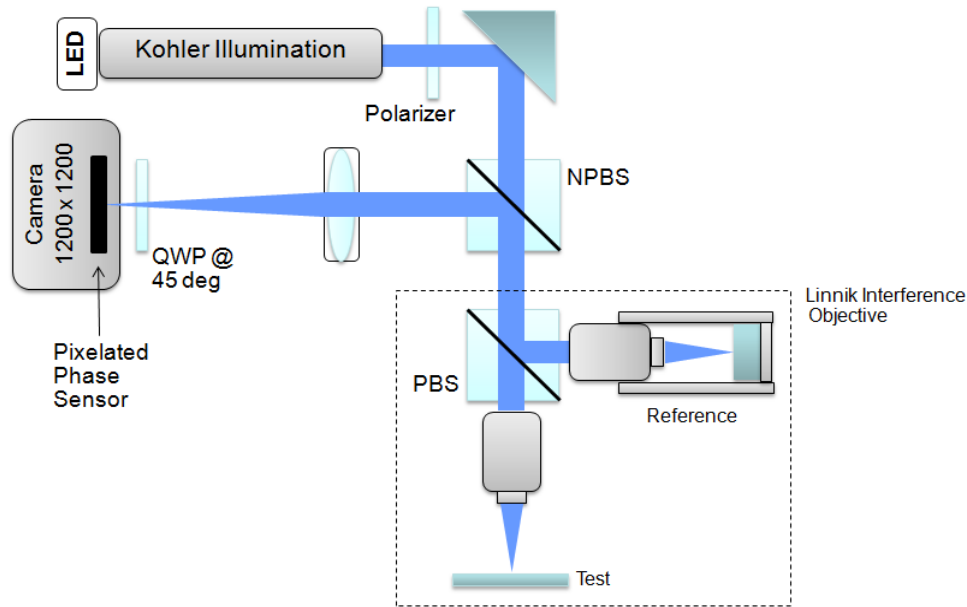 LED
Kohler Illumination
Polarizer
NPBS
Camera
1200 x 1200
QWP @
45 deg
Pixelated
Phase
Sensor
Linnik Interference
Objective
PBS
Reference
Test